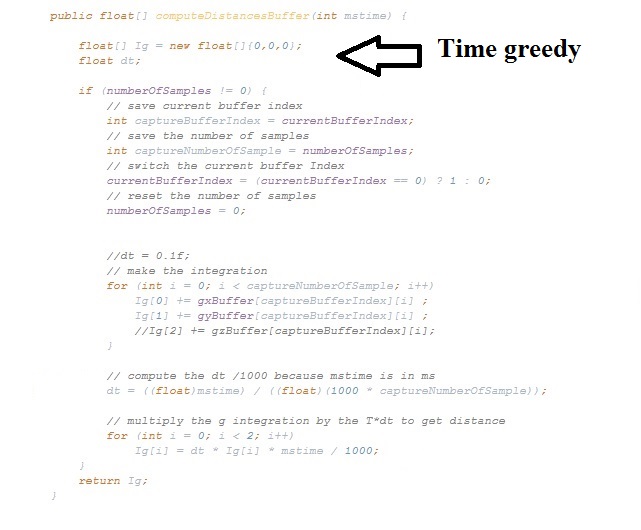 public float[] computeDistancesBuffer(int mstime) {
float[] Ig = new float[]{0,0,0};
float dt;
Time greedy
if (numberOfSamples != 0) {
// save current buffer index
int captureBufferIndex = currentBufferIndex;
// save the number of samples
int captureNumberOfSample = numberOfSamples;
// switch the current buffer Index
currentBufferIndex = (currentBufferIndex == 0) ? 1 : 0;
// reset the number of samples
numberOfSamples = 0;
//dt = 0.1f;
// make the integration
for (int i = 0; i < captureNumberOfSample; i++)
Ig[0] += gxBuffer[captureBufferIndex][i] ;
Ig[1] += gyBuffer[captureBufferIndex][i] ;
//Ig[2] += gzBuffer[captureBufferIndex][i];
}
// compute the dt /1000 because mstime is in ms
dt = ((float)mstime) / ((float)(1000 * captureNumberOfSample));
// multiply the g integration by the T*dt to get distance
for (int i = 0; i < 2; i++)
Ig[i] = dt * Ig[i] * mstime / 1000;
}
return Ig;
}